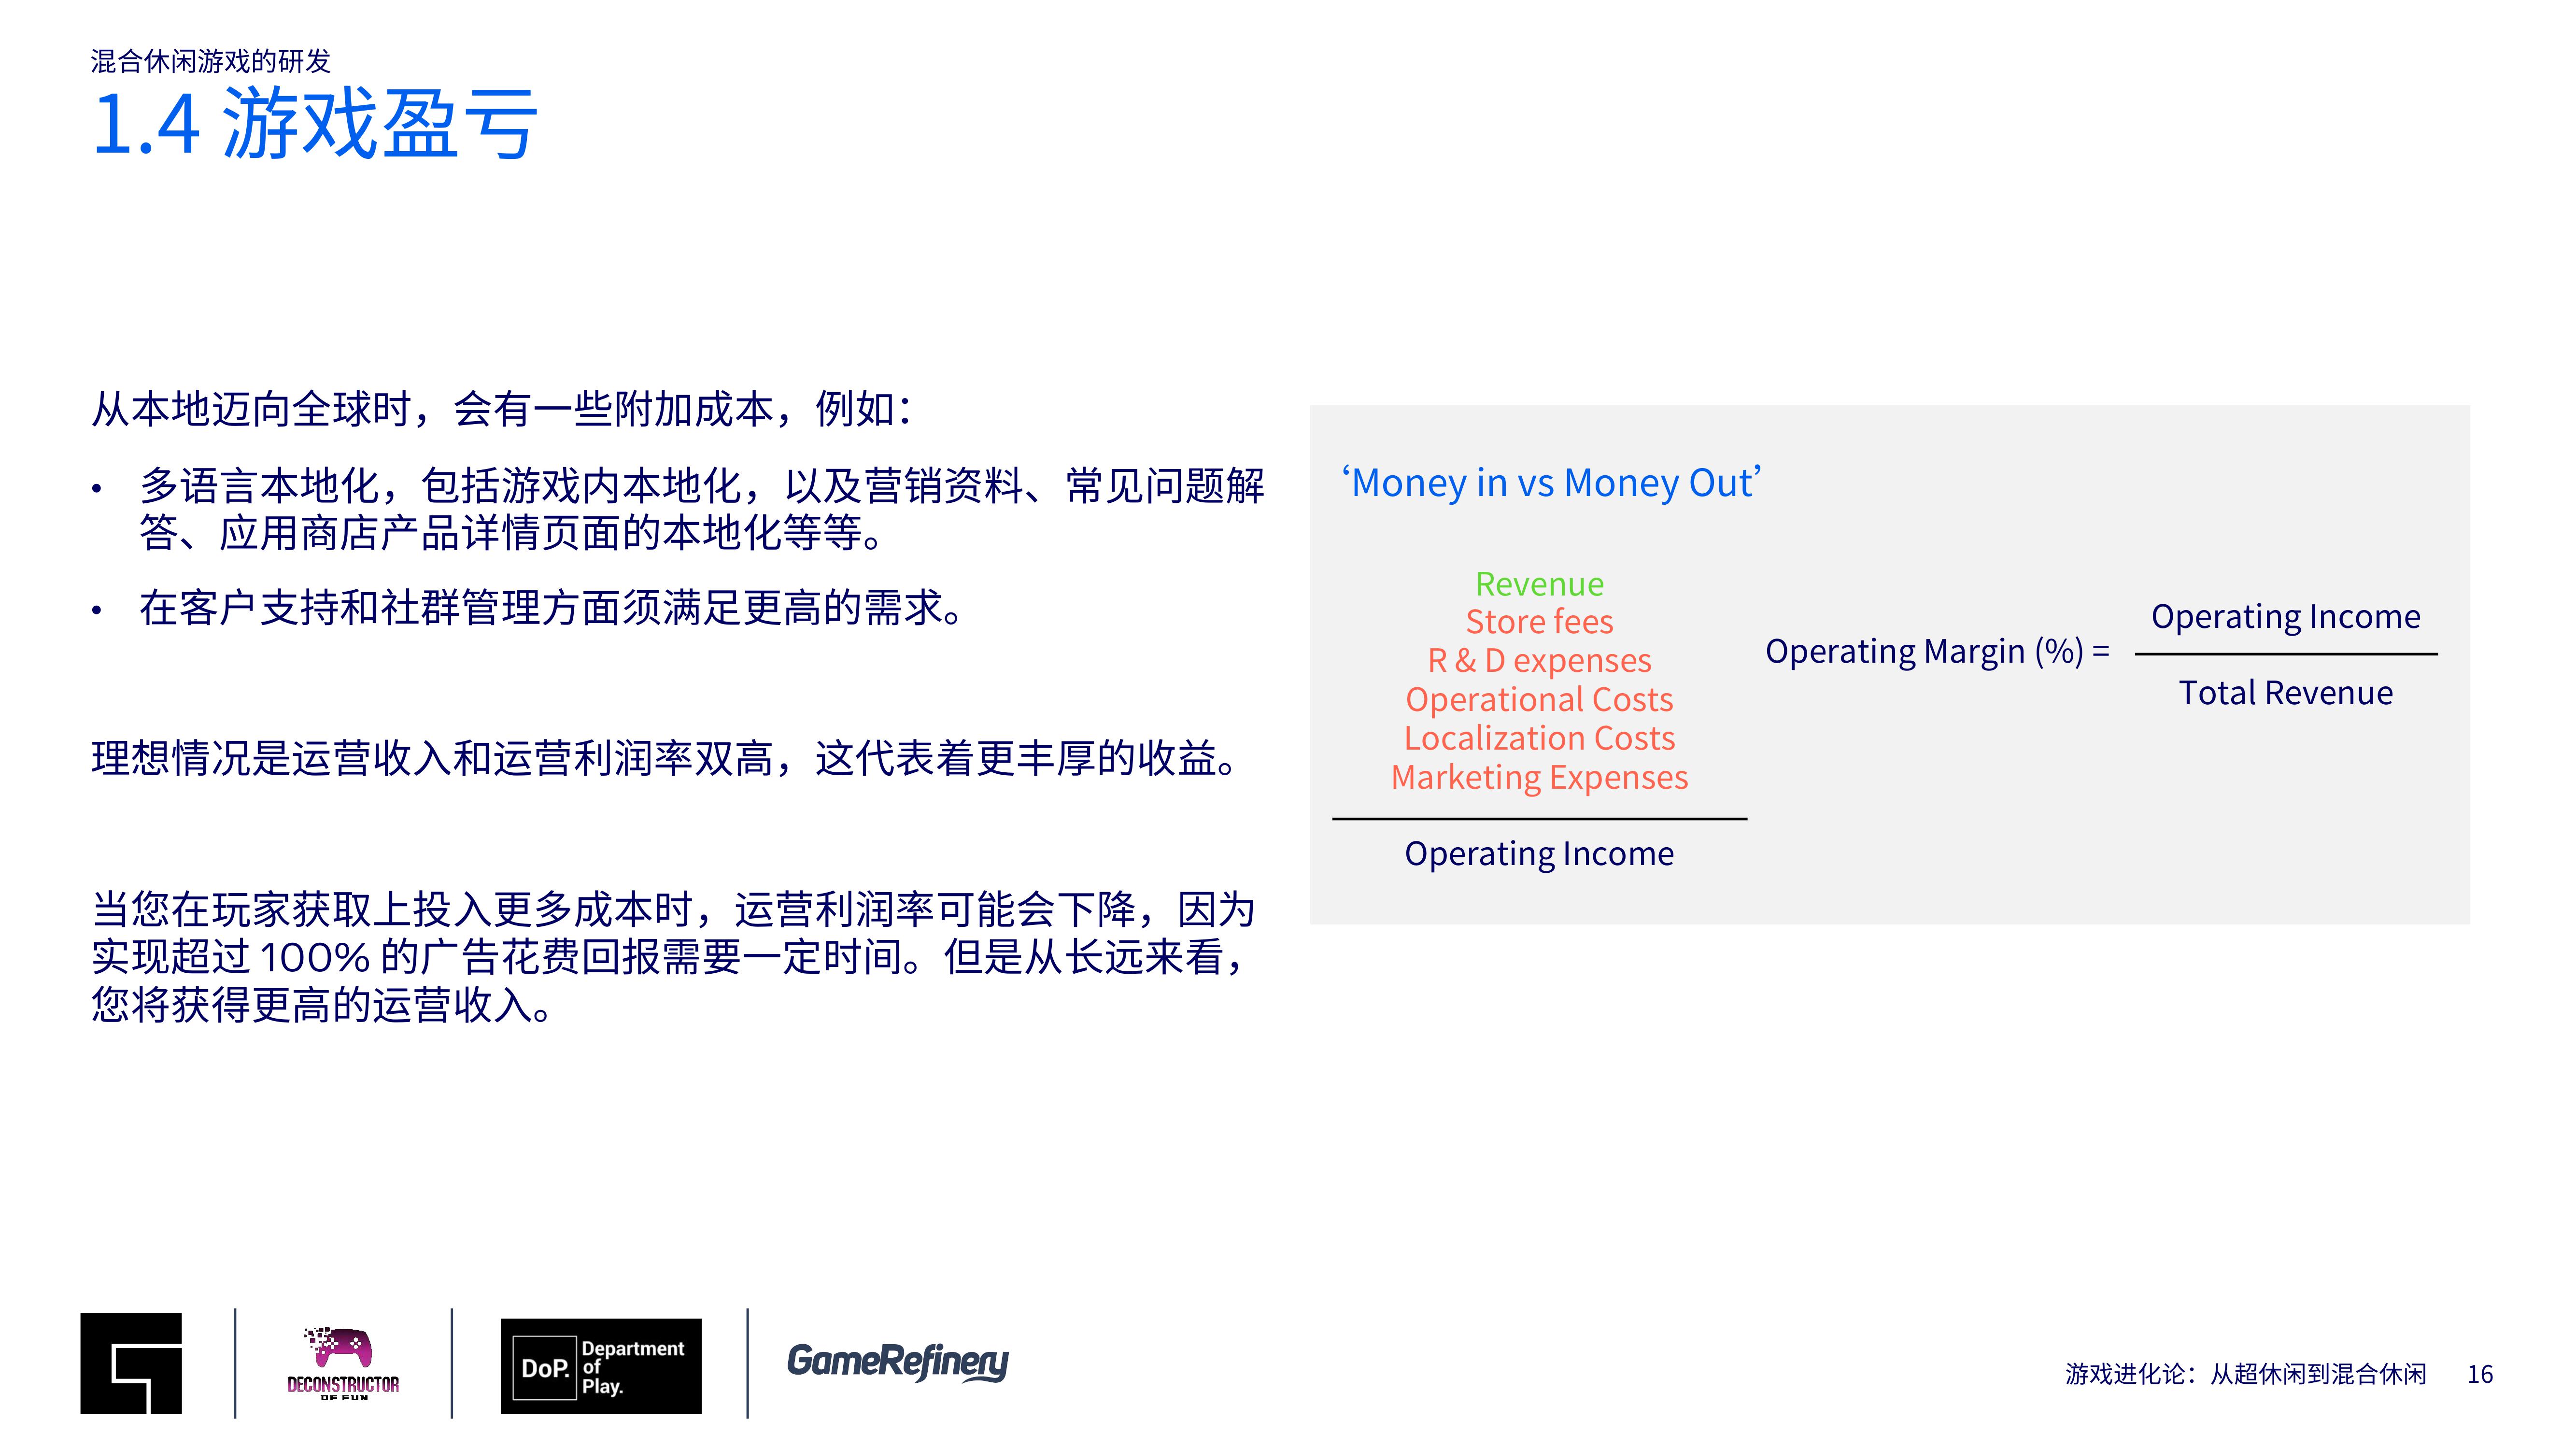 混合休闲游戏的研发
1.4 游戏盈亏
从本地迈向全球时，会有一些附加成本，例如：
• 多语言本地化，包括游戏内本地化，以及营销资料、常见问题解
答、应用商店产品详情页面的本地化等等。
• 在客户支持和社群管理方面须满足更高的需求。
理想情况是运营收入和运营利润率双高，这代表着更丰厚的收益。
当您在玩家获取上投入更多成本时，运营利润率可能会下降，因为
实现超过 100% 的广告花费回报需要一定时间。但是从长远来看，
您将获得更高的运营收入。
‘Money in vs Money Out’
Revenue
Store fees
R & D expenses
Operational Costs
Localization Costs
Marketing Expenses
Operating Income
Operating Margin (%) =
Operating Income
Total Revenue
DECONSTRUCTOR
OF FUN
DoP.
Department
of
Play.
GameRefinery
游戏进化论：从超休闲到混合休闲
16